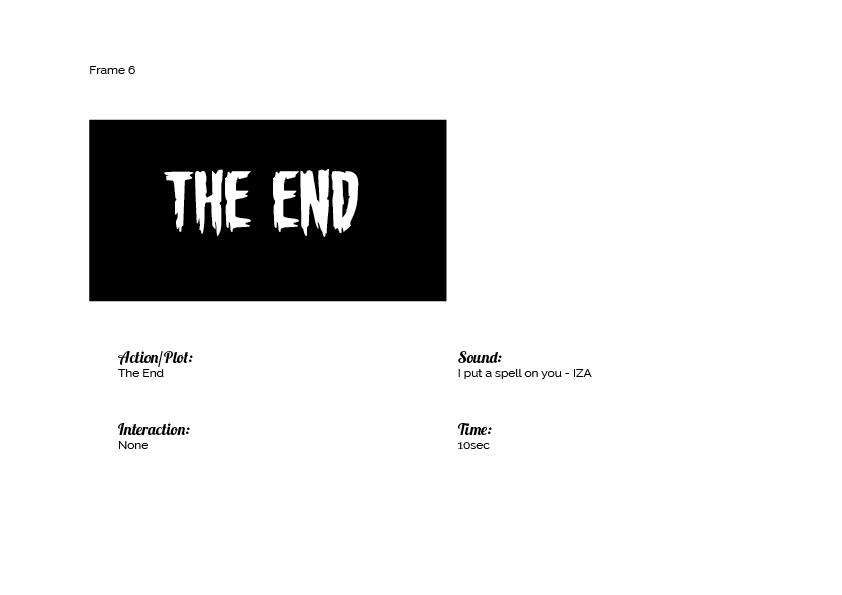 Frame 6
THE END
Action/Plot:
The End
Sound:
I put a spell on you - IZA
Interaction:
None
Time:
10sec